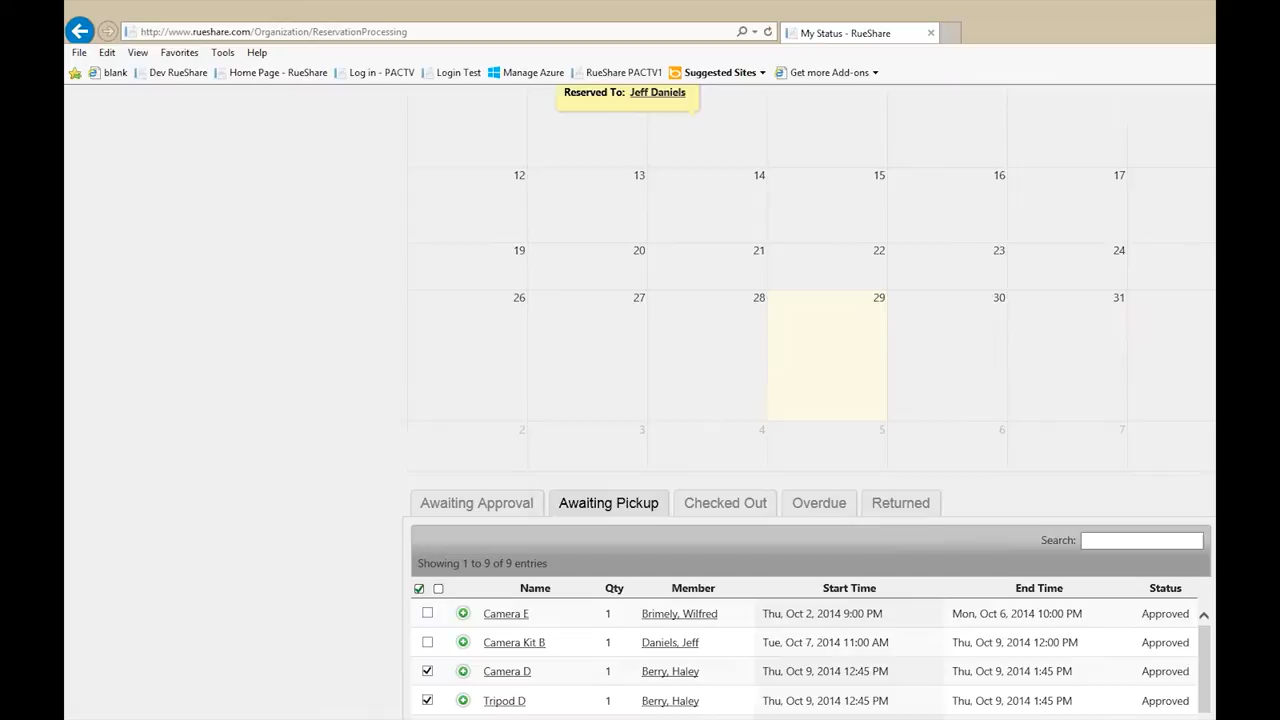 http://www.rueshare.com/Organization/ReservationProcessing
My Status - RueShare
File Edit View Favorites Tools Help
blank Dev RueShare Home Page - RueShare Log in - PACTV Login Test Manage Azure RueShare PACTV1 Suggested Sites Get more Add-ons
Reserved To: Jeff Daniels
12 13 14 15 16 17
19 20 21 22 23 24
26 27 28 29 30 31
2 3 4 5 6 7
Awaiting Approval Awaiting Pickup Checked Out Overdue Returned
Search:
Showing 1 to 9 of 9 entries
Name Qty Member Start Time End Time Status
Camera E 1 Brimely, Wilfred Thu, Oct 2, 2014 9:00 PM Mon, Oct 6, 2014 10:00 PM Approved
Camera Kit B 1 Daniels, Jeff Tue, Oct 7, 2014 11:00 AM Thu, Oct 9, 2014 12:00 PM Approved
Camera D 1 Berry, Haley Thu, Oct 9, 2014 12:45 PM Thu, Oct 9, 2014 1:45 PM Approved
Tripod D 1 Berry, Haley Thu, Oct 9, 2014 12:45 PM Thu, Oct 9, 2014 1:45 PM Approved